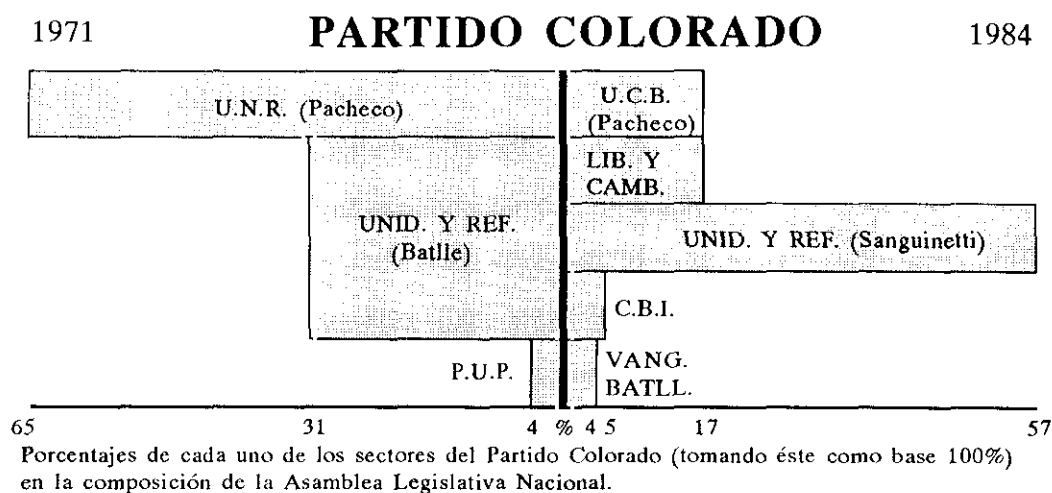 1971 PARTIDO COLORADO 1984
U.N.R. (Pacheco)
U.C.B.
(Pacheco)
LIB. Y
CAMB.
UNID. Y REF.
(Batlle)
UNID. Y REF. (Sanguinetti)
C.B.I.
P.U.P.
VANG.
BATLL.
65 31 4 % 4 5 17 57
Porcentajes de cada uno de los sectores del Partido Colorado (tomando éste como base 100%)
en la composición de la Asamblea Legislativa Nacional.